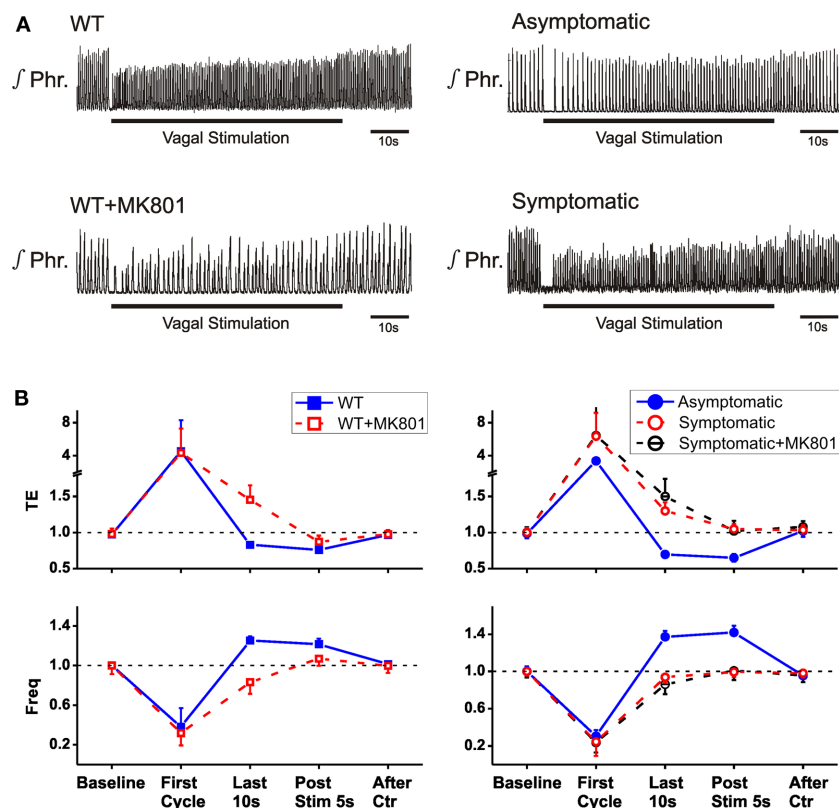 A
WT
∫ Phr.
Vagal Stimulation
10s
Asymptomatic
∫ Phr.
Vagal Stimulation
10s
WT+MK801
∫ Phr.
Vagal Stimulation
10s
Symptomatic
∫ Phr.
Vagal Stimulation
10s
B
WT
WT+MK801
TE
8
4
1.5
1.0
0.5
Asymptomatic
Symptomatic
Symptomatic+MK801
8
4
1.5
1.0
0.5
Freq
1.4
1.0
0.6
0.2
Baseline
First
Cycle
Last
10s
Post
Stim 5s
After
Ctr
1.4
1.0
0.6
0.2
Baseline
First
Cycle
Last
10s
Post
Stim 5s
After
Ctr